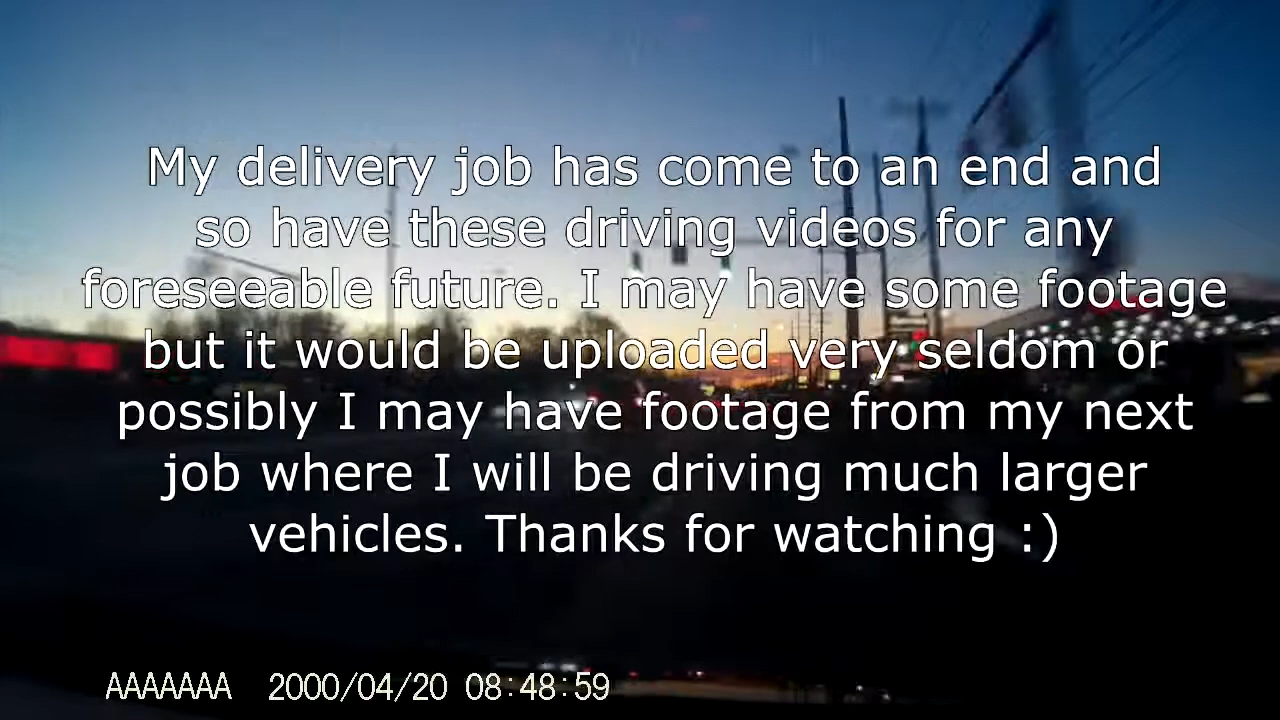 My delivery job has come to an end and
so have these driving videos for any
foreseeable future. I may have some footage
but it would be uploaded very seldom or
possibly I may have footage from my next
job where I will be driving much larger
vehicles. Thanks for watching :)
AAAAAAA 2000/04/20 08:48:59